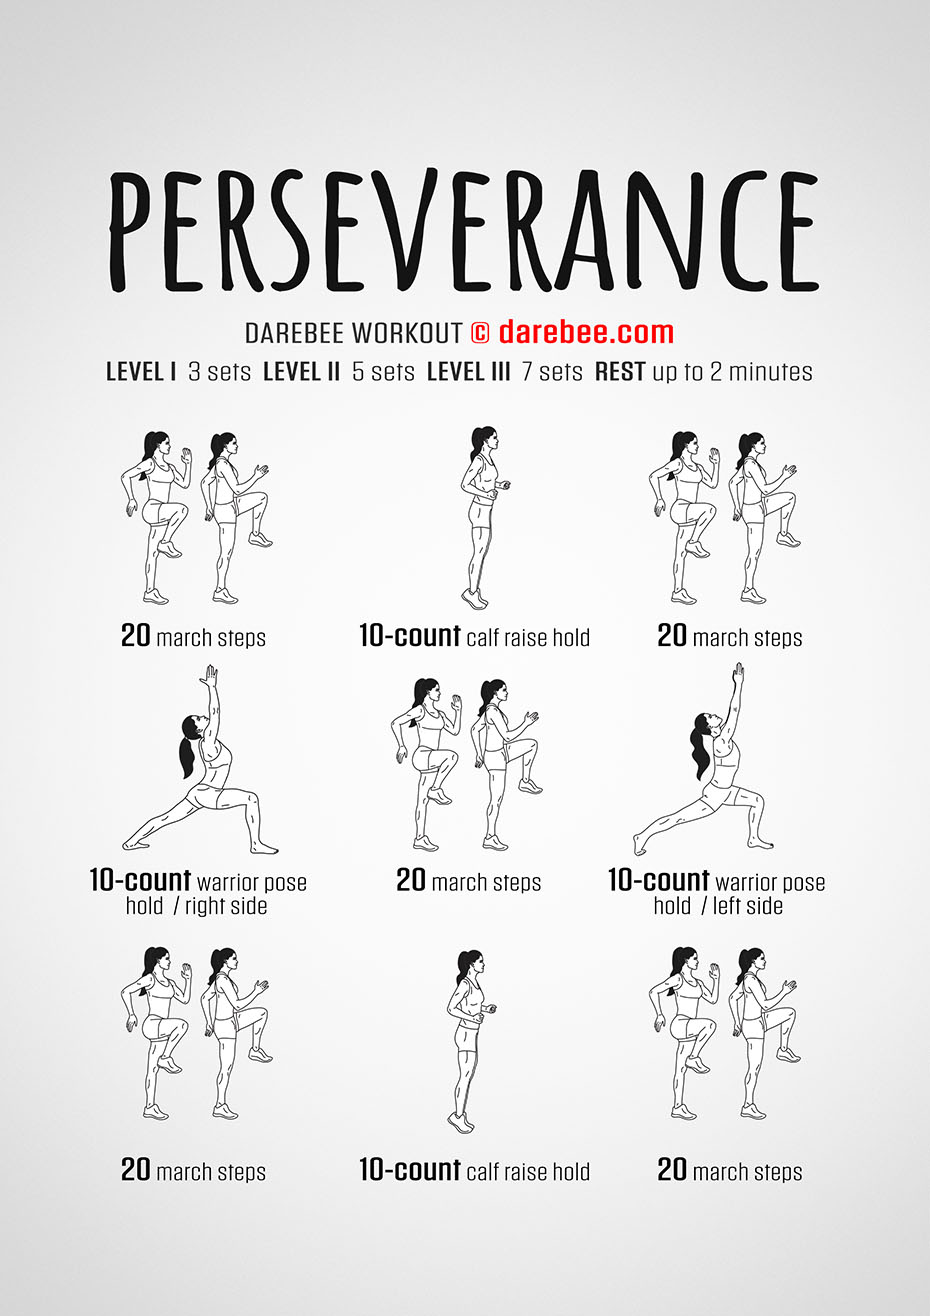 PERSEVERANCE
DAREBEE WORKOUT © darebee.com
LEVEL I 3 sets LEVEL II 5 sets LEVEL III 7 sets REST up to 2 minutes
20 march steps
10-count calf raise hold
20 march steps
10-count warrior pose
hold / right side
20 march steps
10-count warrior pose
hold / left side
20 march steps
10-count calf raise hold
20 march steps